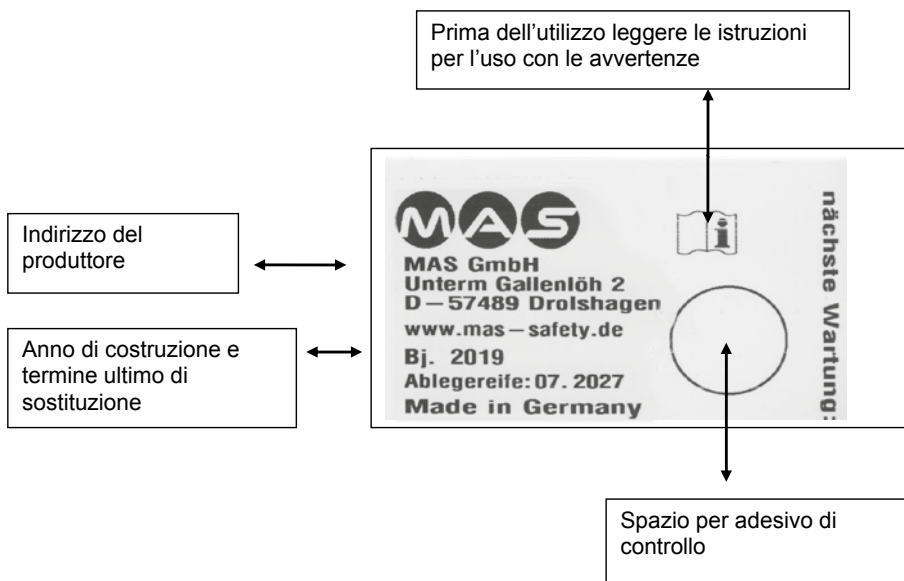 Prima dell’utilizzo leggere le istruzioni
per l’uso con le avvertenze
Indirizzo del
produttore
Anno di costruzione e
termine ultimo di
sostituzione
MAS
MAS GmbH
Unterm Gallenlöh 2
D – 57489 Drolshagen
www.mas – safety.de
Bj. 2019
Ablegereife: 07. 2027
Made in Germany
i
nächste Wartung:
Spazio per adesivo di
controllo